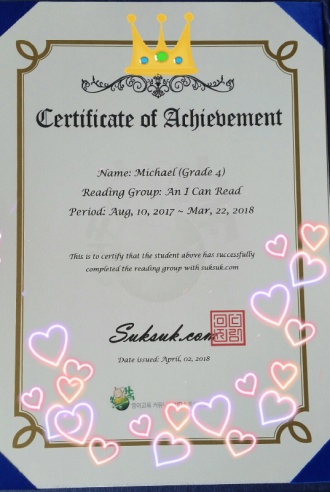 Certificate of Achievement
Name: Michael (Grade 4)
Reading Group: An I Can Read
Period: Aug, 10, 2017 ~ Mar, 22, 2018
This is to certify that the student above has successfully
completed the reading group with suksuk.com
Suksuk.com
Date issued: April, 02, 2018